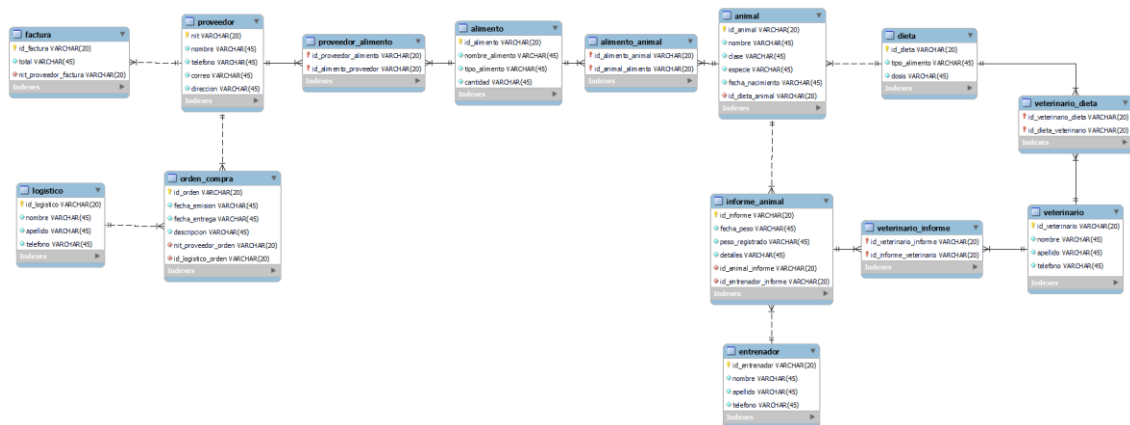 factura
id_factura VARCHAR(20)
total VARCHAR(45)
nit_proveedor_factura VARCHAR(20)
Indexes
proveedor
nit VARCHAR(20)
nombre VARCHAR(45)
telefono VARCHAR(45)
correo VARCHAR(45)
direccion VARCHAR(45)
Indexes
proveedor_alimento
id_proveedor_alimento VARCHAR(20)
id_alimento_proveedor VARCHAR(20)
Indexes
alimento
id_alimento VARCHAR(20)
nombre_alimento VARCHAR(45)
tipo_alimento VARCHAR(45)
cantidad VARCHAR(45)
Indexes
alimento_animal
id_alimento_animal VARCHAR(20)
id_animal_alimento VARCHAR(20)
Indexes
animal
id_animal VARCHAR(20)
nombre VARCHAR(45)
clase VARCHAR(45)
especie VARCHAR(45)
fecha_nacimiento VARCHAR(45)
id_dieta_animal VARCHAR(20)
Indexes
dieta
id_dieta VARCHAR(20)
tipo_alimento VARCHAR(45)
dosis VARCHAR(45)
Indexes
veterinario_dieta
id_veterinario_dieta VARCHAR(20)
id_dieta_veterinario VARCHAR(20)
Indexes
logistico
id_logistico VARCHAR(20)
nombre VARCHAR(45)
apellido VARCHAR(45)
telefono VARCHAR(45)
Indexes
orden_compra
id_orden VARCHAR(20)
fecha_emision VARCHAR(45)
fecha_entrega VARCHAR(45)
descripcion VARCHAR(45)
nit_proveedor_orden VARCHAR(20)
id_logistico_orden VARCHAR(20)
Indexes
informe_animal
id_informe VARCHAR(20)
fecha_peso VARCHAR(45)
peso_registrado VARCHAR(45)
detalles VARCHAR(45)
id_animal_informe VARCHAR(20)
id_entrenador_informe VARCHAR(20)
Indexes
veterinario_informe
id_veterinario_informe VARCHAR(20)
id_informe_veterinario VARCHAR(20)
Indexes
veterinario
id_veterinario VARCHAR(20)
nombre VARCHAR(45)
apellido VARCHAR(45)
telefono VARCHAR(45)
Indexes
entrenador
id_entrenador VARCHAR(20)
nombre VARCHAR(45)
apellido VARCHAR(45)
telefono VARCHAR(45)
Indexes